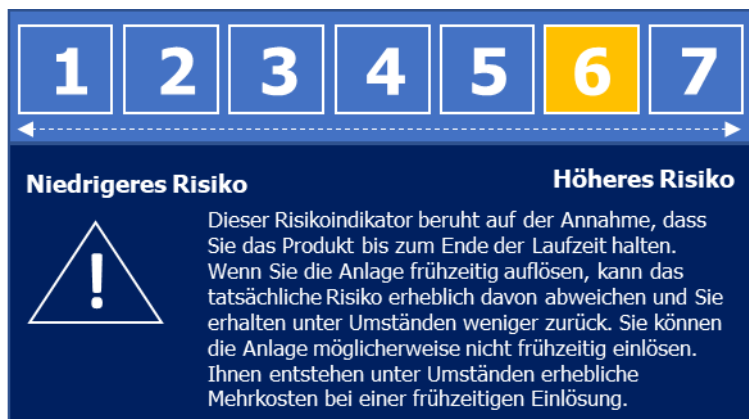 1 2 3 4 5 6 7
Niedrigeres Risiko
Höheres Risiko
!
Dieser Risikoindikator beruht auf der Annahme, dass
Sie das Produkt bis zum Ende der Laufzeit halten.
Wenn Sie die Anlage frühzeitig auflösen, kann das
tatsächliche Risiko erheblich davon abweichen und Sie
erhalten unter Umständen weniger zurück. Sie können
die Anlage möglicherweise nicht frühzeitig einlösen.
Ihnen entstehen unter Umständen erhebliche
Mehrkosten bei einer frühzeitigen Einlösung.